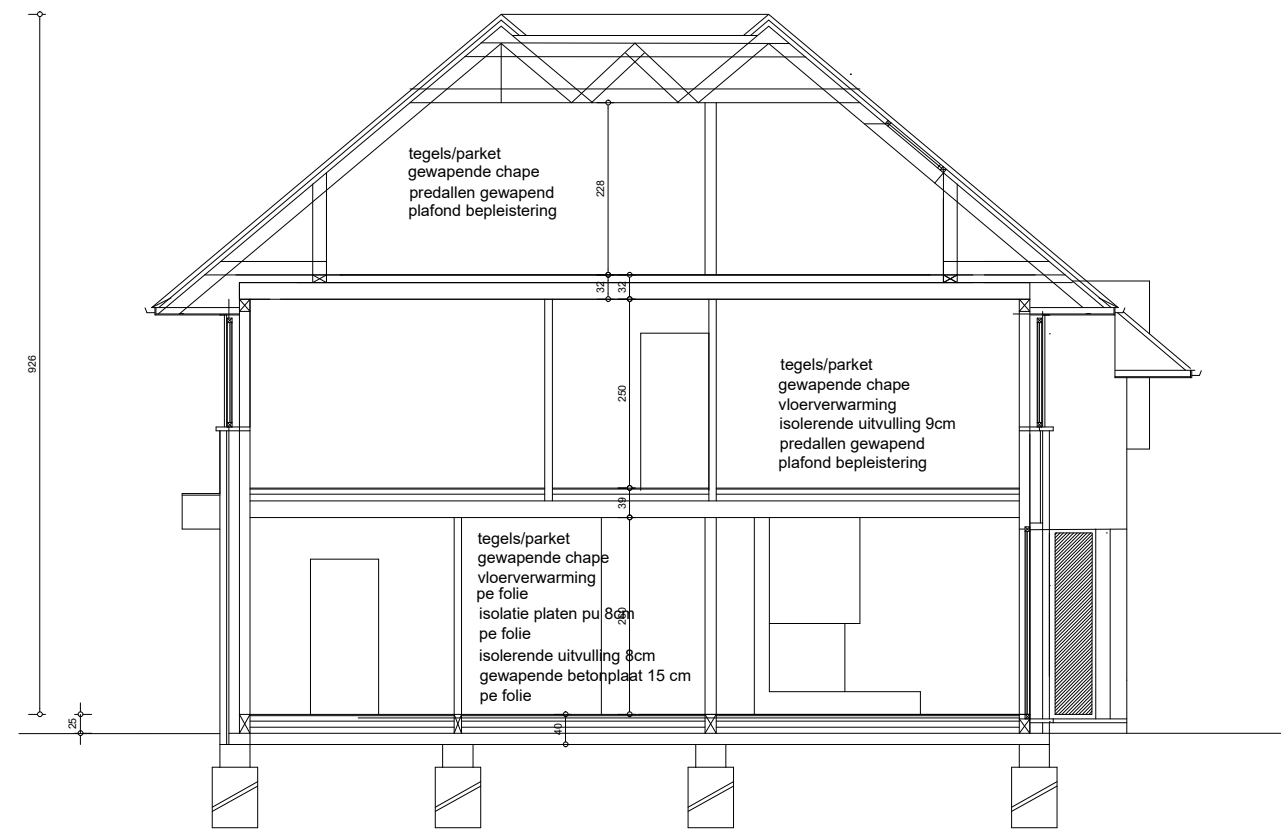 926
25
tegels/parket
gewapende chape
predallen gewapend
plafond bepleistering
228
32
32
250
tegels/parket
gewapende chape
vloerverwarming
isolerende uitvulling 9cm
predallen gewapend
plafond bepleistering
39
tegels/parket
gewapende chape
vloerverwarming
pe folie
isolatie platen pu 8cm
pe folie
isolerende uitvulling 8cm
gewapende betonplaat 15 cm
pe folie
260
40